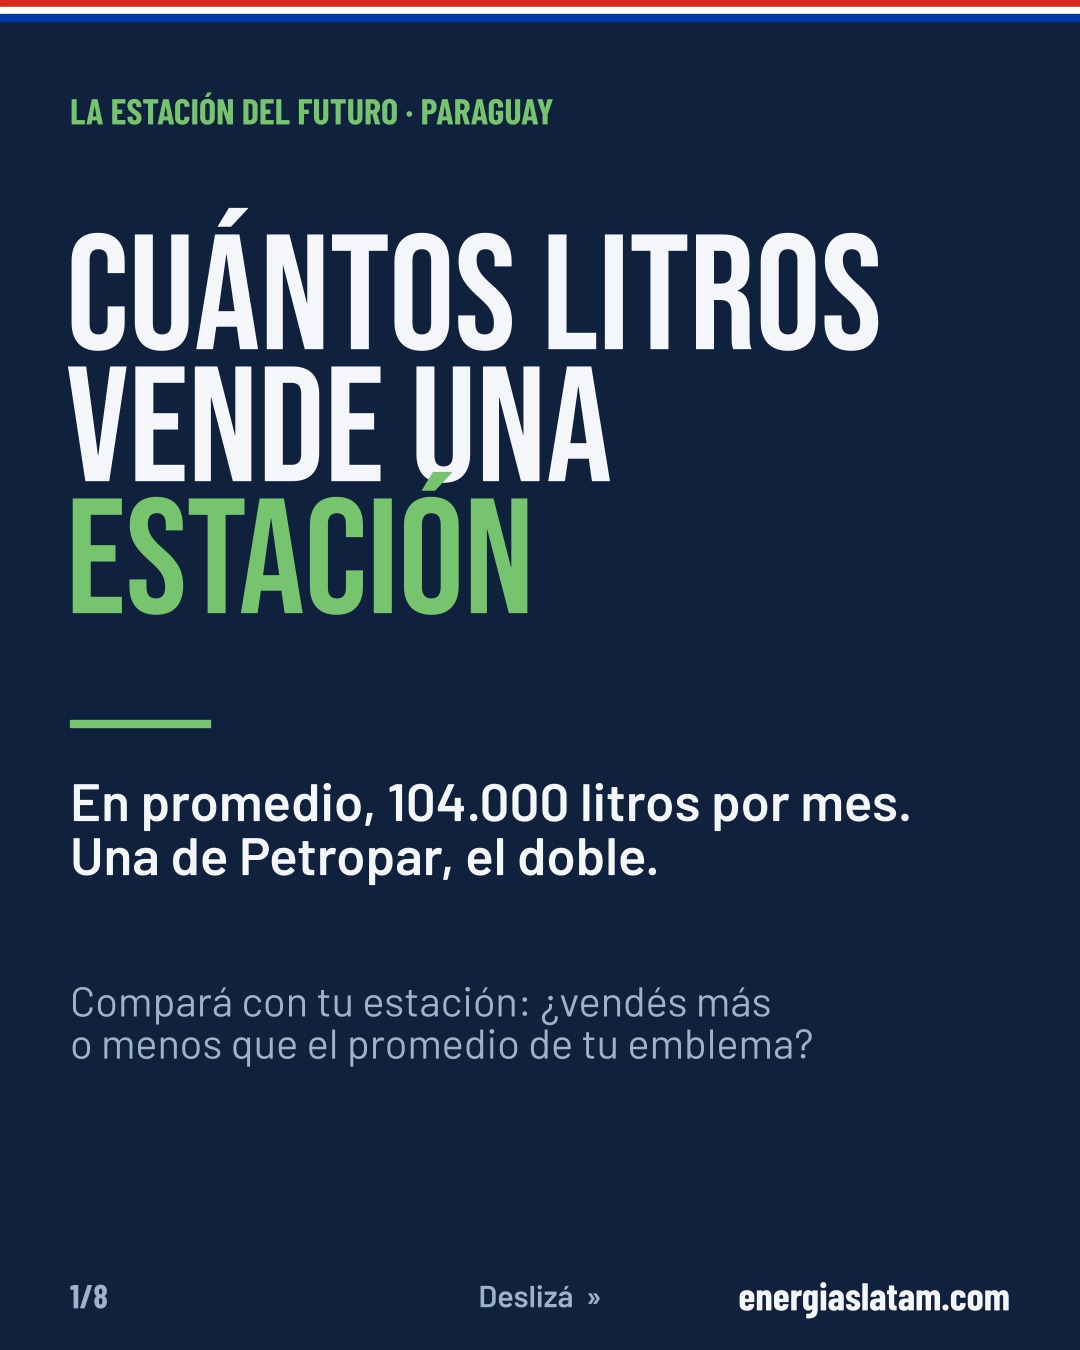 LA ESTACIÓN DEL FUTURO · PARAGUAY
CUÁNTOS LITROS
VENDE UNA
ESTACIÓN
En promedio, 104.000 litros por mes.
Una de Petropar, el doble.
Compará con tu estación: ¿vendés más
o menos que el promedio de tu emblema?
1/8
Deslizá »
energiaslatam.com